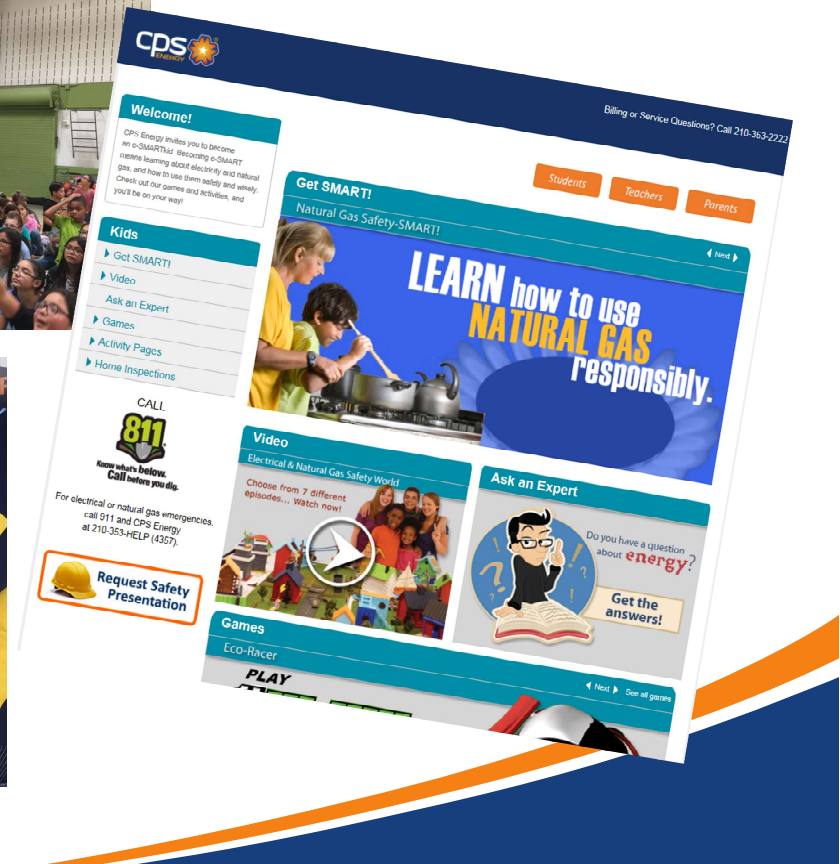 cps
ENERGY
Billing or Service Questions? Call 210-353-2222
Students
Teachers
Parents
Welcome!
CPS Energy invites you to become
an e-SMARTkid. Becoming e-SMART
means learning about electricity and natural
gas, and how to use them safely and wisely.
Check out our games and activities, and
you'll be on your way!
Kids
Get SMART!
Video
Ask an Expert
Games
Activity Pages
Home Inspections
CALL
811
Know what's below.
Call before you dig.
For electrical or natural gas emergencies,
call 911 and CPS Energy
at 210-353-HELP (4357).
Request Safety
Presentation
Get SMART!
Natural Gas Safety-SMART!
Next
LEARN how to use
NATURAL GAS
responsibly.
Video
Electrical & Natural Gas Safety World
Choose from 7 different
episodes... Watch now!
Ask an Expert
Do you have a question
about energy?
Get the
answers!
Games
Eco-Racer
Next See all games
PLAY